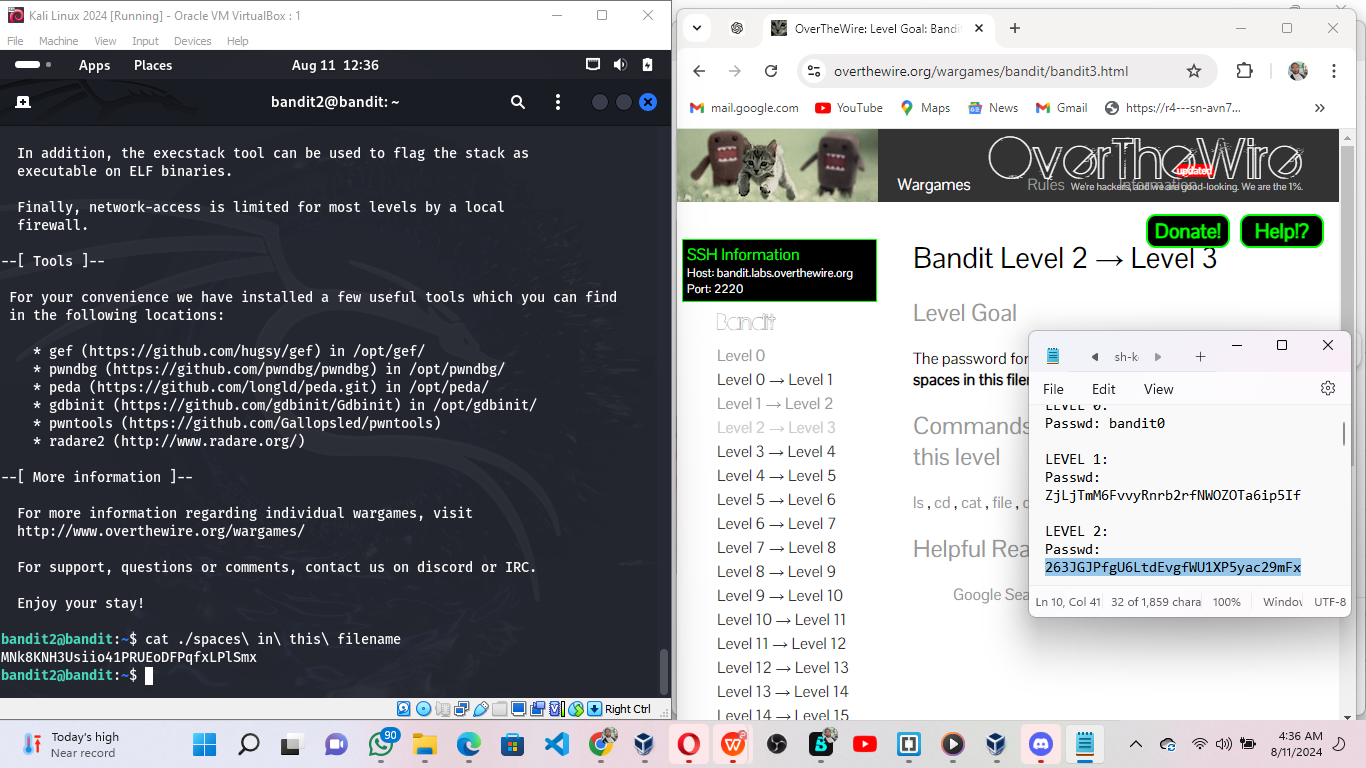 Kali Linux 2024 [Running] - Oracle VM VirtualBox : 1
File Machine View Input Devices Help
Apps Places Aug 11 12:36
bandit2@bandit: ~
In addition, the execstack tool can be used to flag the stack as
executable on ELF binaries.
Finally, network-access is limited for most levels by a local
firewall.
--[ Tools ]--
For your convenience we have installed a few useful tools which you can find
in the following locations:
* gef (https://github.com/hugsy/gef) in /opt/gef/
* pwndbg (https://github.com/pwndbg/pwndbg) in /opt/pwndbg/
* peda (https://github.com/longld/peda.git) in /opt/peda/
* gdbinit (https://github.com/gdbinit/Gdbinit) in /opt/gdbinit/
* pwntools (https://github.com/Gallopsled/pwntools)
* radare2 (http://www.radare.org/)
--[ More information ]--
For more information regarding individual wargames, visit
http://www.overthewire.org/wargames/
For support, questions or comments, contact us on discord or IRC.
Enjoy your stay!
bandit2@bandit:~$ cat ./spaces\ in\ this\ filename
MNk8KNH3Usiio41PRUEoDFPqfxLPlSmx
bandit2@bandit:~$
Right Ctrl
OverTheWire: Level Goal: Bandi
overthewire.org/wargames/bandit/bandit3.html
mail.google.com YouTube Maps News Gmail https://r4---sn-avn7...
OverTheWire
updated
Wargames Rules Information
We're hackers, and we are good-looking. We are the 1%.
Donate! Help!?
SSH Information
Host: bandit.labs.overthewire.org
Port: 2220
Bandit
Level 0
Level 0 → Level 1
Level 1 → Level 2
Level 2 → Level 3
Level 3 → Level 4
Level 4 → Level 5
Level 5 → Level 6
Level 6 → Level 7
Level 7 → Level 8
Level 8 → Level 9
Level 9 → Level 10
Level 10 → Level 11
Level 11 → Level 12
Level 12 → Level 13
Level 13 → Level 14
Level 14 → Level 15
Bandit Level 2 → Level 3
Level Goal
The password for
spaces in this filen
Commands
this level
ls , cd , cat , file ,
Helpful Rea
Google Sea
sh-k
File Edit View
LEVEL 0:
Passwd: bandit0
LEVEL 1:
Passwd:
ZjLjTmM6FvvyRnrb2rfNWOZOTa6ip5If
LEVEL 2:
Passwd:
263JGJPfgU6LtdEvgfWU1XP5yac29mFx
Ln 10, Col 41 32 of 1,859 chara 100% Window UTF-8
Today's high
Near record
90
4:36 AM
8/11/2024